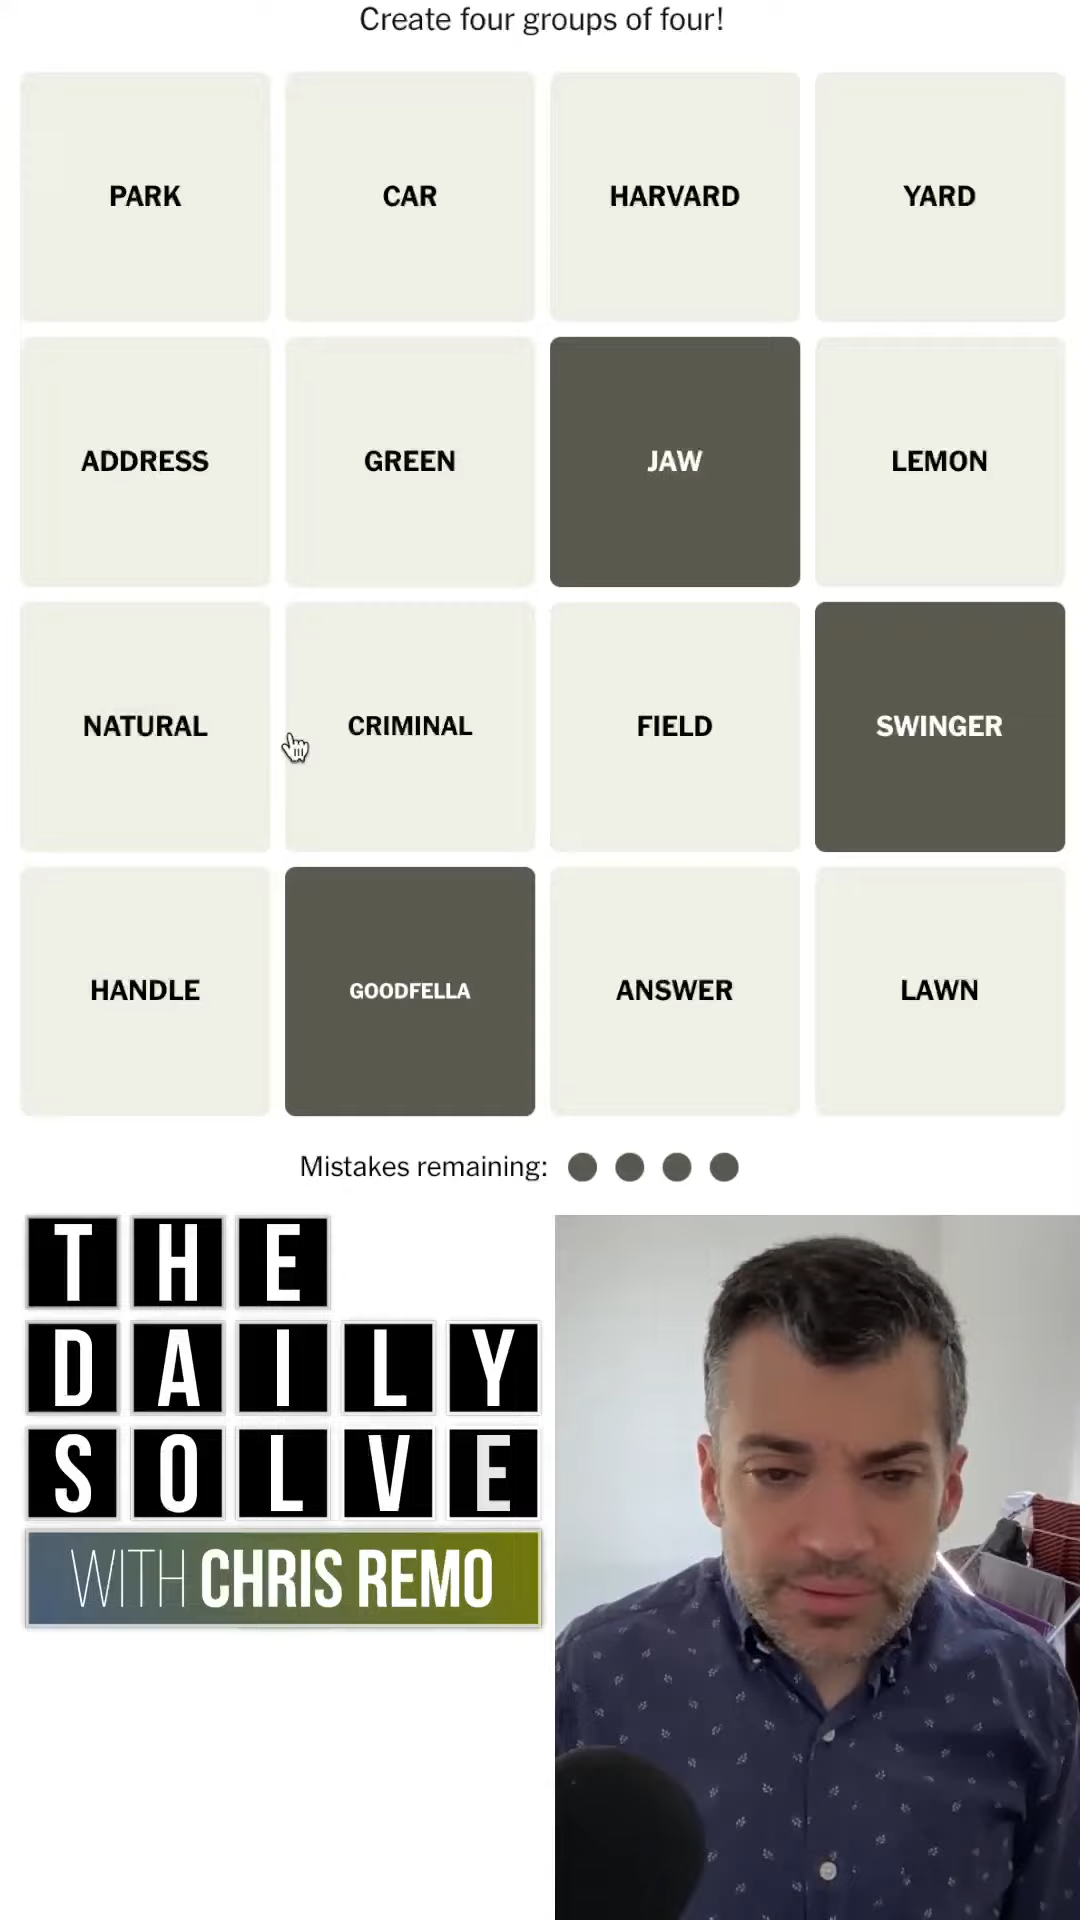 Create four groups of four!
PARK CAR HARVARD YARD
ADDRESS GREEN JAW LEMON
NATURAL CRIMINAL FIELD SWINGER
HANDLE GOODFELLA ANSWER LAWN
Mistakes remaining:
THE
DAILY
SOLVE
WITH CHRIS REMO